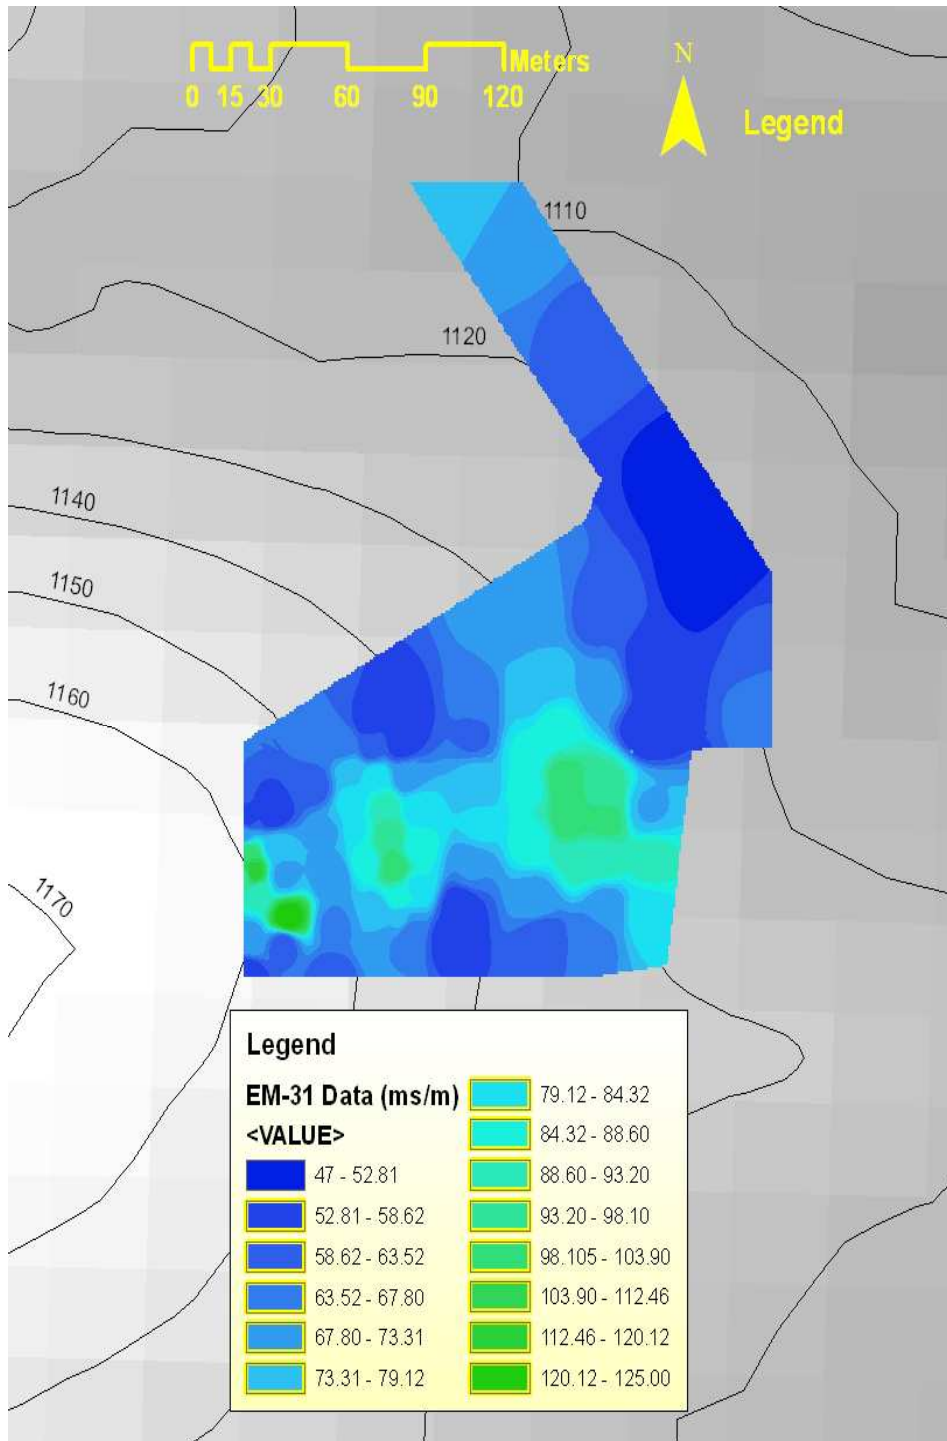 Meters
0 15 30 60 90 120
N
Legend
1110
1120
1140
1150
1160
1170
Legend
EM-31 Data (ms/m)
<VALUE>
47 - 52.81
52.81 - 58.62
58.62 - 63.52
63.52 - 67.80
67.80 - 73.31
73.31 - 79.12
79.12 - 84.32
84.32 - 88.60
88.60 - 93.20
93.20 - 98.10
98.105 - 103.90
103.90 - 112.46
112.46 - 120.12
120.12 - 125.00